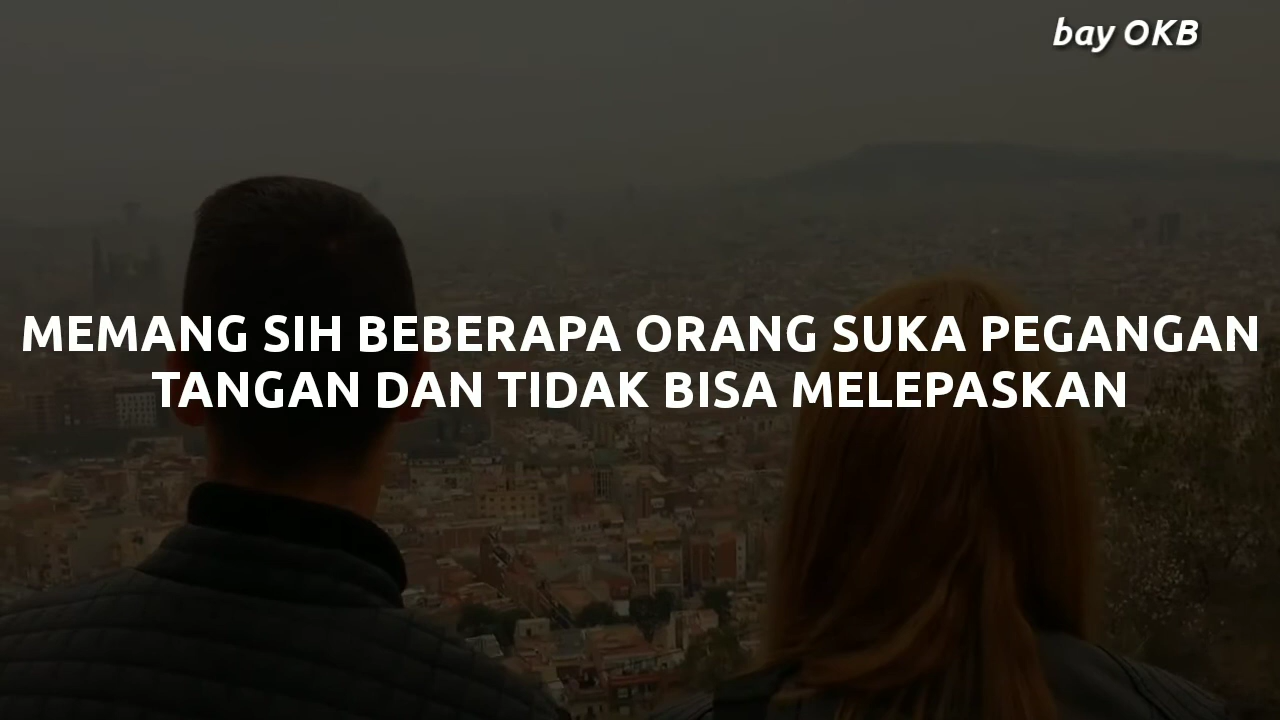 bay OKB
MEMANG SIH BEBERAPA ORANG SUKA PEGANGAN
TANGAN DAN TIDAK BISA MELEPASKAN